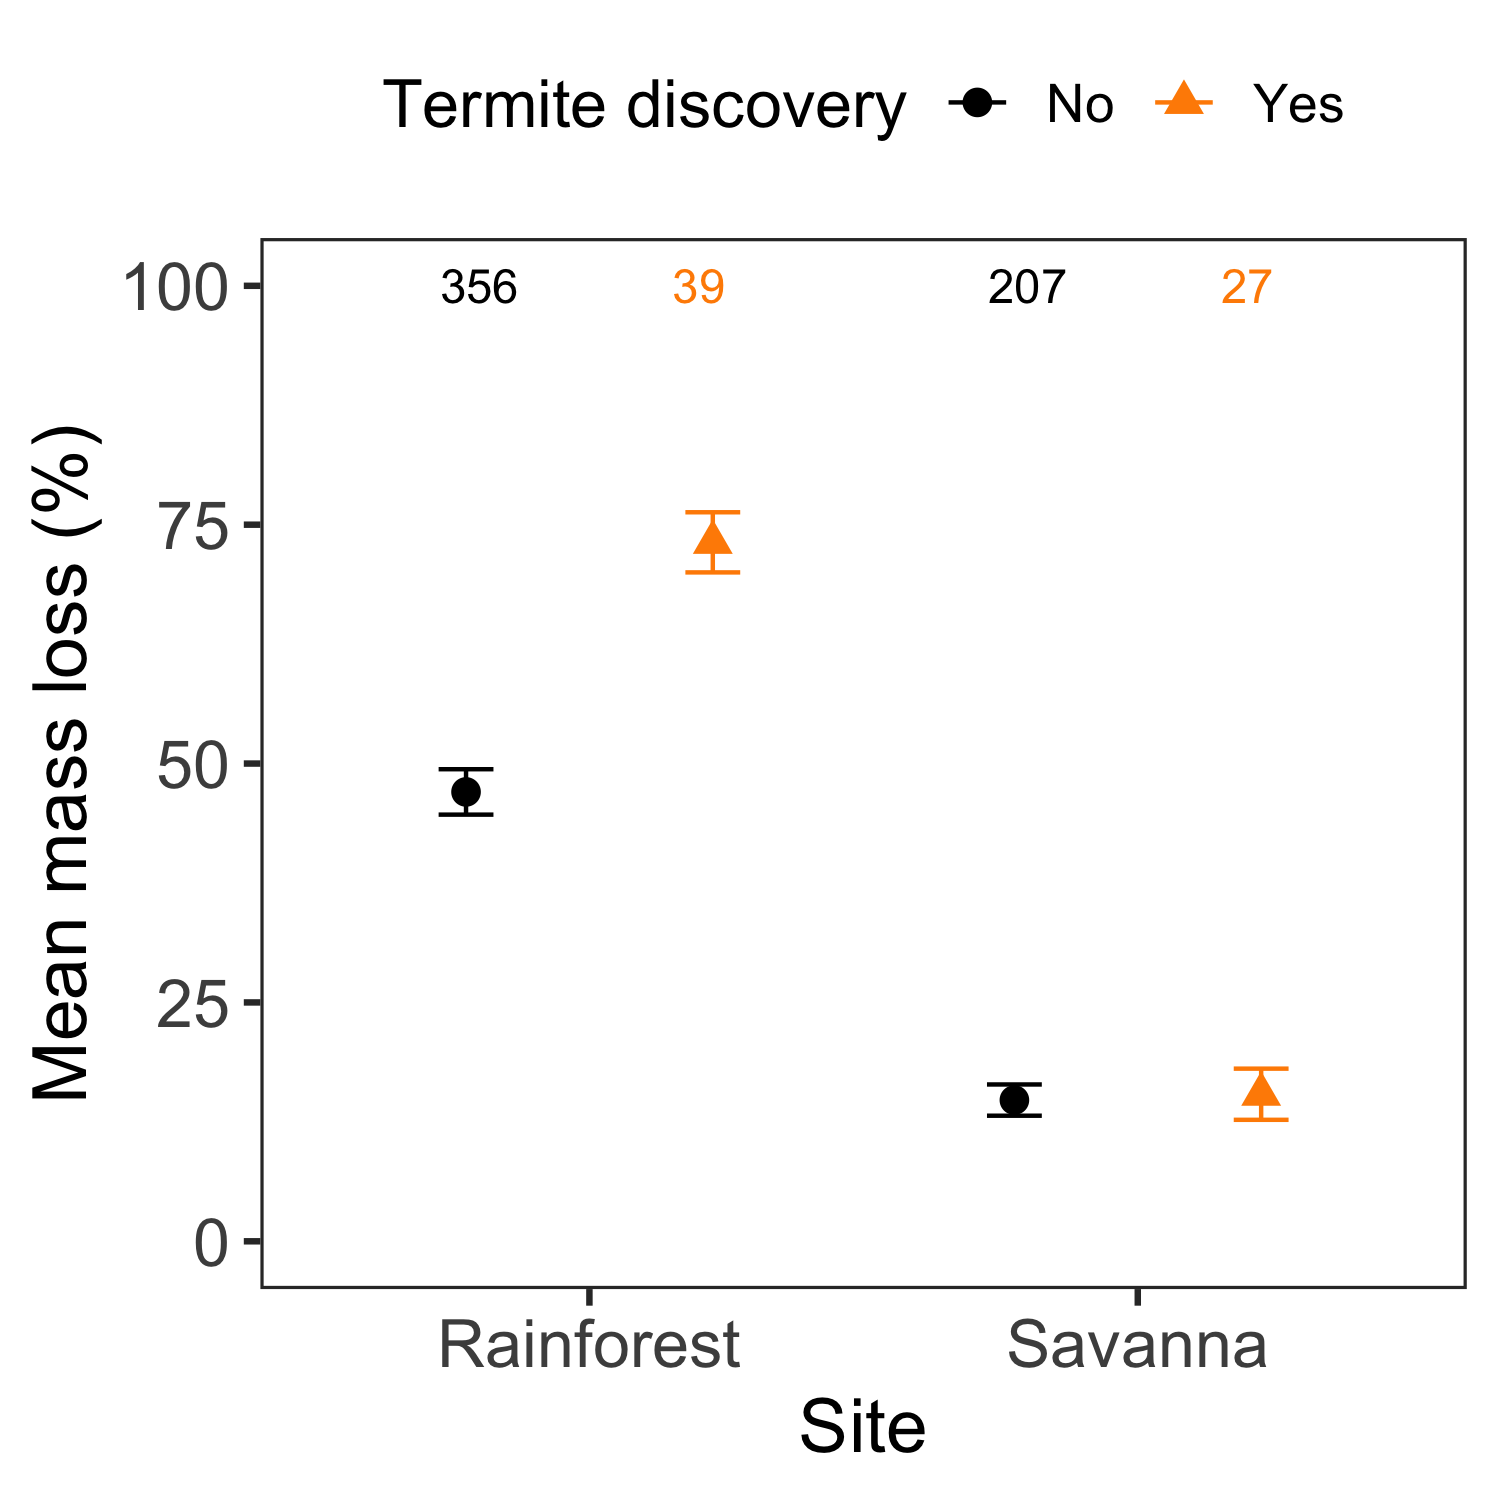 Termite discovery No Yes
356 39 207 27
100
75
50
25
0
Mean mass loss (%)
Rainforest Savanna
Site